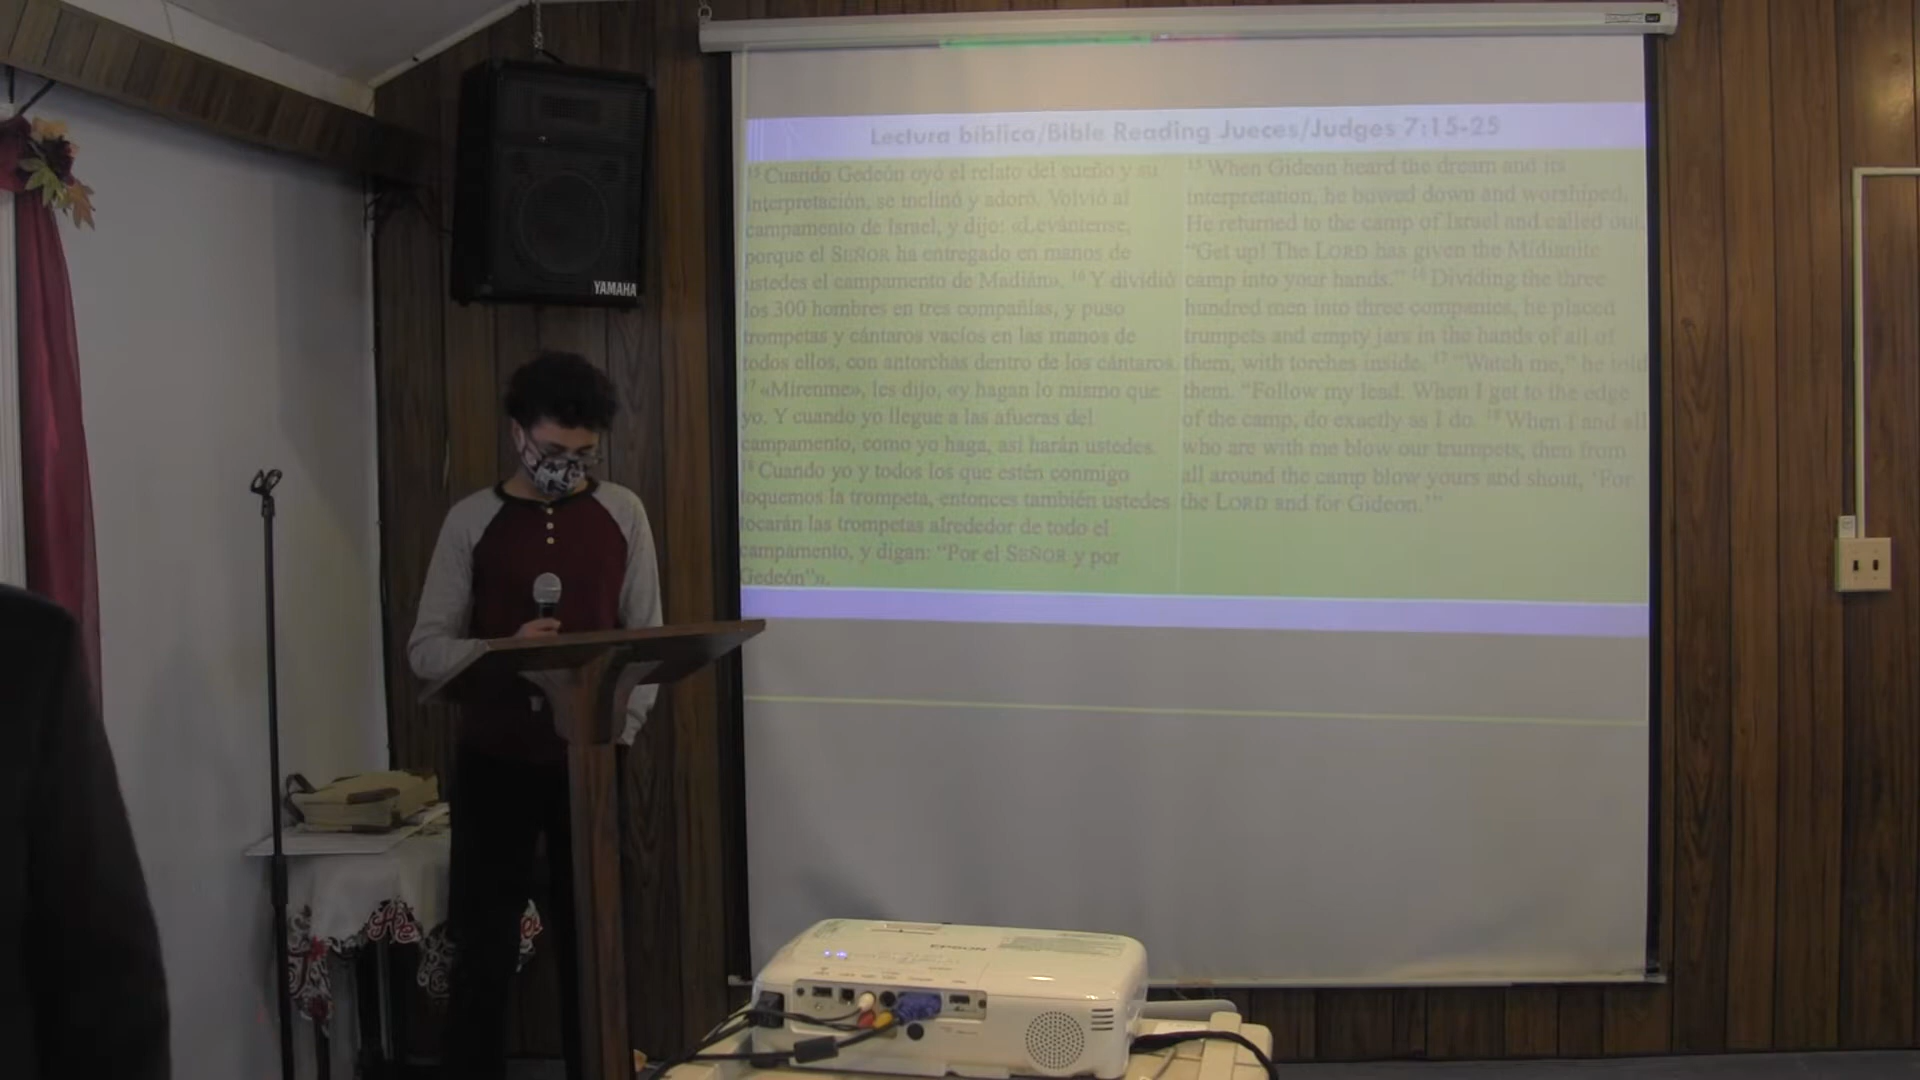 YAMAHA
Lectura bíblico/Bible Reading Jueces/Judges 7:15-25
15 Cuando Gedeón oyó el relato del sueño y su
interpretación, se inclinó y adoró. Volvió al
campamento de Israel, y dijo: «Levántense,
porque el SEÑOR ha entregado en manos de
ustedes el campamento de Madián». 16 Y dividió
los 300 hombres en tres compañías, y puso
trompetas y cántaros vacíos en las manos de
todos ellos, con antorchas dentro de los cántaros.
17 «Mírenme», les dijo, «y hagan lo mismo que
yo. Y cuando yo llegue a las afueras del
campamento, como yo haga, así harán ustedes.
18 Cuando yo y todos los que estén conmigo
toquemos la trompeta, entonces también ustedes
tocarán las trompetas alrededor de todo el
campamento, y digan: “Por el SEÑOR y por
Gedeón”».
15 When Gideon heard the dream and its
interpretation, he bowed down and worshiped.
He returned to the camp of Israel and called out,
“Get up! The LORD has given the Midianite
camp into your hands.” 16 Dividing the three
hundred men into three companies, he placed
trumpets and empty jars in the hands of all of
them, with torches inside. 17 “Watch me,” he told
them. “Follow my lead. When I get to the edge
of the camp, do exactly as I do. 18 When I and all
who are with me blow our trumpets, then from
all around the camp blow yours and shout, ‘For
the LORD and for Gideon.’”
EPSON